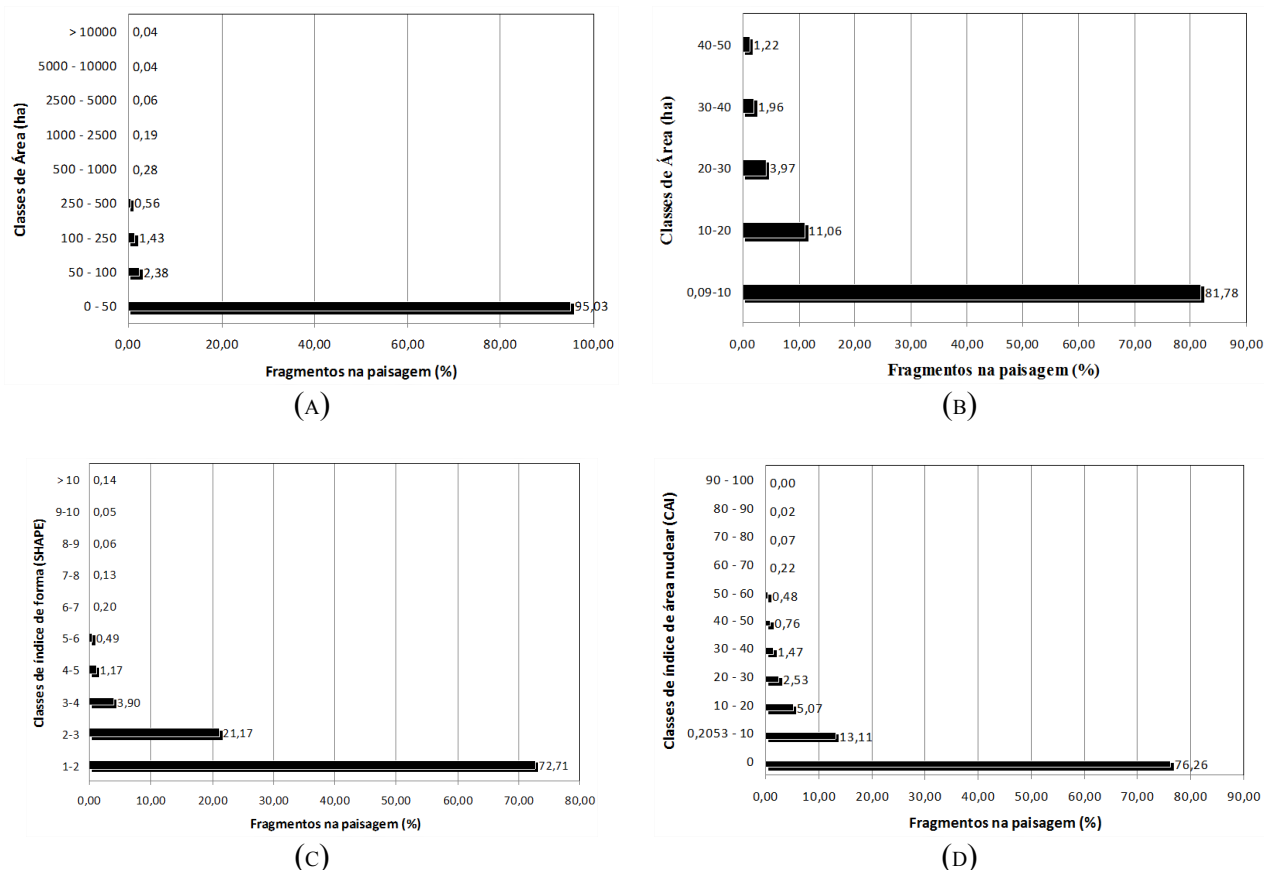 Classes de Área (ha)
> 10000 0,04
5000 - 10000 0,04
2500 - 5000 0,06
1000 - 2500 0,19
500 - 1000 0,28
250 - 500 0,56
100 - 250 1,43
50 - 100 2,38
0 - 50 95,03
0,00 20,00 40,00 60,00 80,00 100,00
Fragmentos na paisagem (%)
(A)
Classes de Área (ha)
40-50 1,22
30-40 1,96
20-30 3,97
10-20 11,06
0,09-10 81,78
0,00 10,00 20,00 30,00 40,00 50,00 60,00 70,00 80,00 90,00
Fragmentos na paisagem (%)
(B)
Classes de índice de forma (SHAPE)
> 10 0,14
9-10 0,05
8-9 0,06
7-8 0,13
6-7 0,20
5-6 0,49
4-5 1,17
3-4 3,90
2-3 21,17
1-2 72,71
0,00 10,00 20,00 30,00 40,00 50,00 60,00 70,00 80,00
Fragmentos na paisagem (%)
(C)
Classes de índice de área nuclear (CAI)
90 - 100 0,00
80 - 90 0,02
70 - 80 0,07
60 - 70 0,22
50 - 60 0,48
40 - 50 0,76
30 - 40 1,47
20 - 30 2,53
10 - 20 5,07
0,2053 - 10 13,11
0 76,26
0,00 10,00 20,00 30,00 40,00 50,00 60,00 70,00 80,00 90,00
Fragmentos na paisagem (%)
(D)